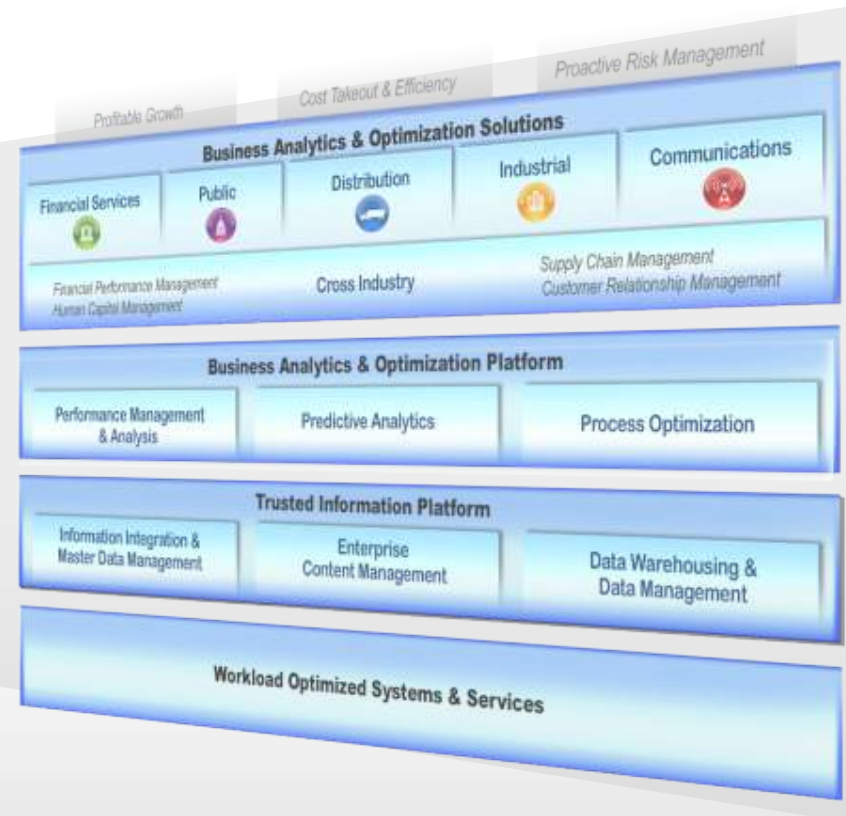 Profitable Growth
Cost Takeout & Efficiency
Proactive Risk Management
Business Analytics & Optimization Solutions
Financial Services
Public
Distribution
Industrial
Communications
Financial Performance Management
Human Capital Management
Cross Industry
Supply Chain Management
Customer Relationship Management
Business Analytics & Optimization Platform
Performance Management
& Analysis
Predictive Analytics
Process Optimization
Trusted Information Platform
Information Integration &
Master Data Management
Enterprise
Content Management
Data Warehousing &
Data Management
Workload Optimized Systems & Services